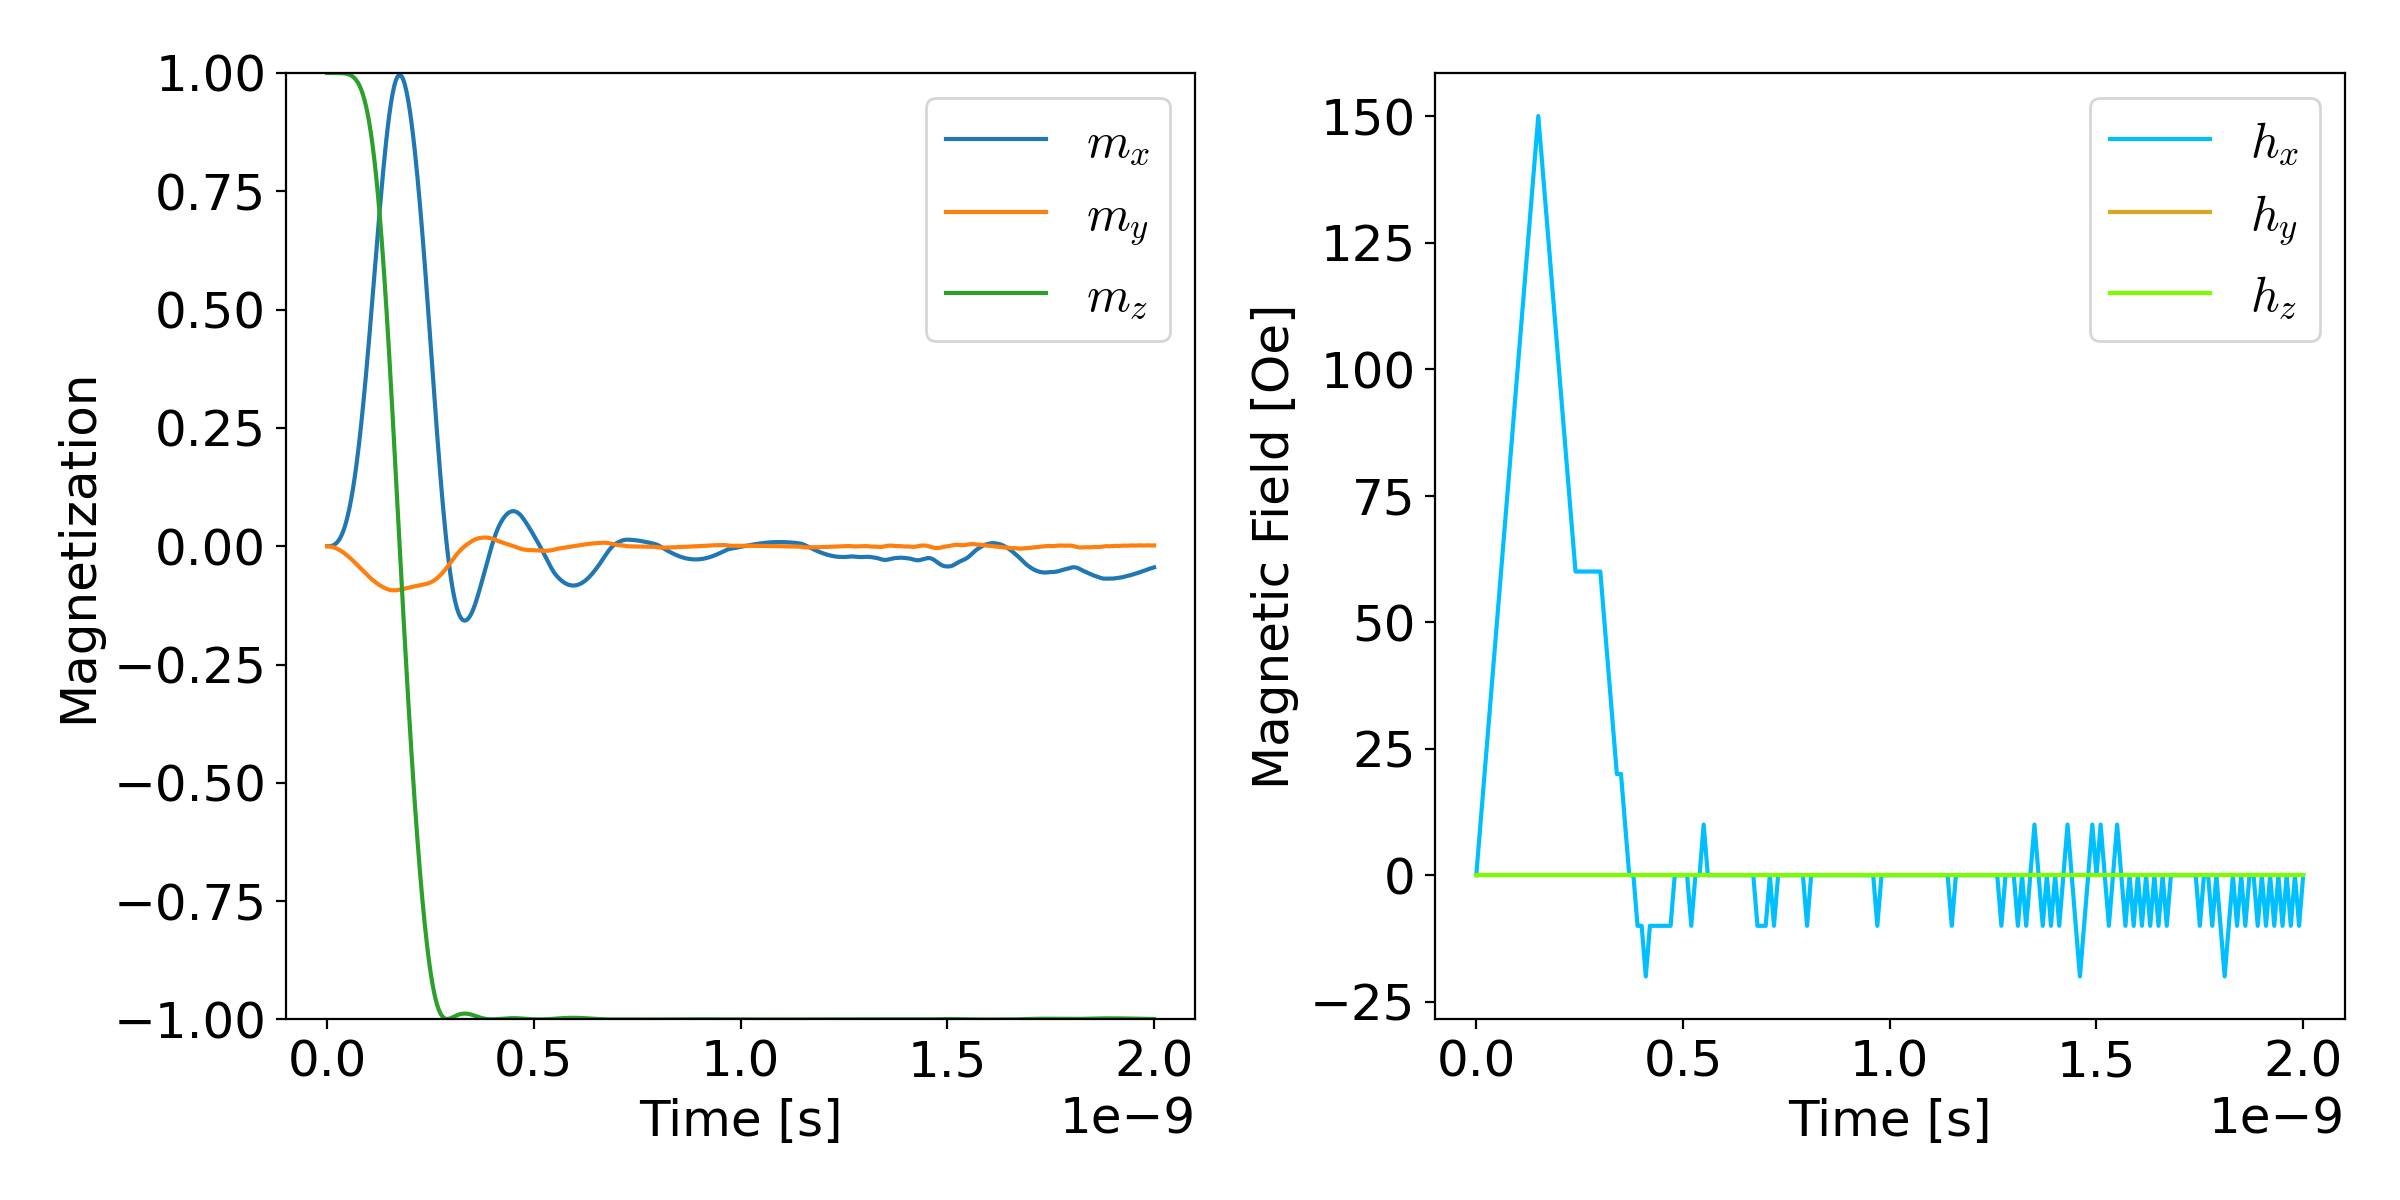 1.00
0.75
0.50
0.25
0.00
−0.25
−0.50
−0.75
−1.00
Magnetization
0.0 0.5 1.0 1.5 2.0
Time [s]
1e−9
m_x
m_y
m_z
150
125
100
75
50
25
0
−25
Magnetic Field [Oe]
0.0 0.5 1.0 1.5 2.0
Time [s]
1e−9
h_x
h_y
h_z